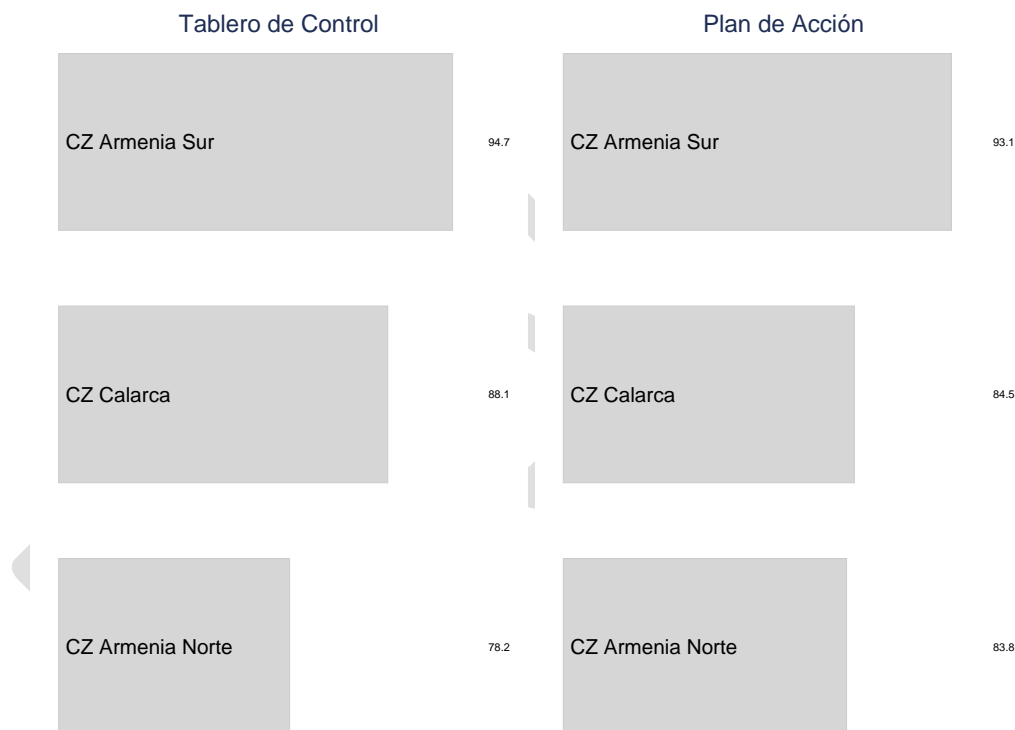 Tablero de Control
CZ Armenia Sur 94.7
CZ Calarca 88.1
CZ Armenia Norte 78.2
Plan de Acción
CZ Armenia Sur 93.1
CZ Calarca 84.5
CZ Armenia Norte 83.8